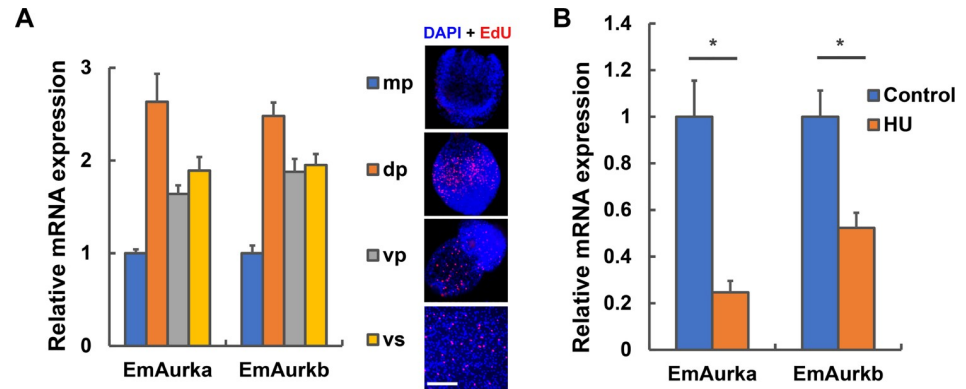 A
Relative mRNA expression
3
2
1
0
EmAurka
EmAurkb
DAPI + EdU
mp
dp
vp
vs
B
Relative mRNA expression
1.4
1.2
1
0.8
0.6
0.4
0.2
0
*
*
Control
HU
EmAurka
EmAurkb